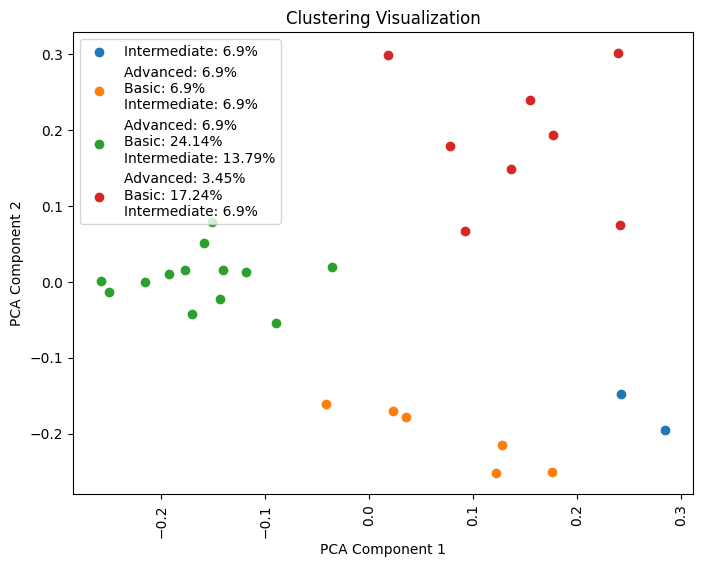 Clustering Visualization
Intermediate: 6.9%
Advanced: 6.9%
Basic: 6.9%
Intermediate: 6.9%
Advanced: 6.9%
Basic: 24.14%
Intermediate: 13.79%
Advanced: 3.45%
Basic: 17.24%
Intermediate: 6.9%
PCA Component 2
0.3
0.2
0.1
0.0
−0.1
−0.2
−0.2
−0.1
0.0
0.1
0.2
0.3
PCA Component 1